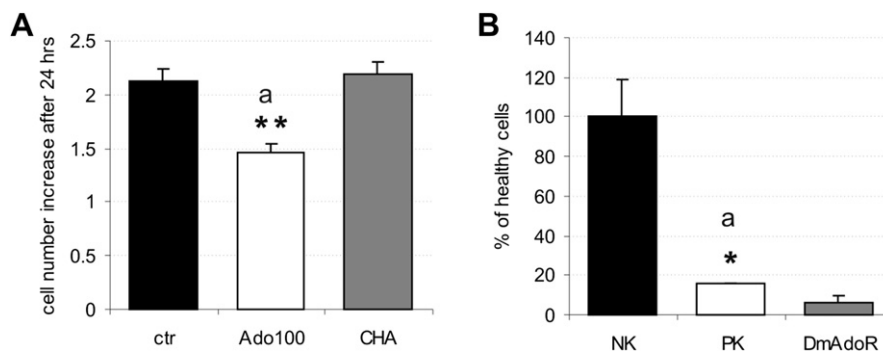 A
cell number increase after 24 hrs
2.5
2
1.5
1
0.5
0
a
**
ctr Ado100 CHA
B
% of healthy cells
140
120
100
80
60
40
20
0
a
*
NK PK DmAdoR